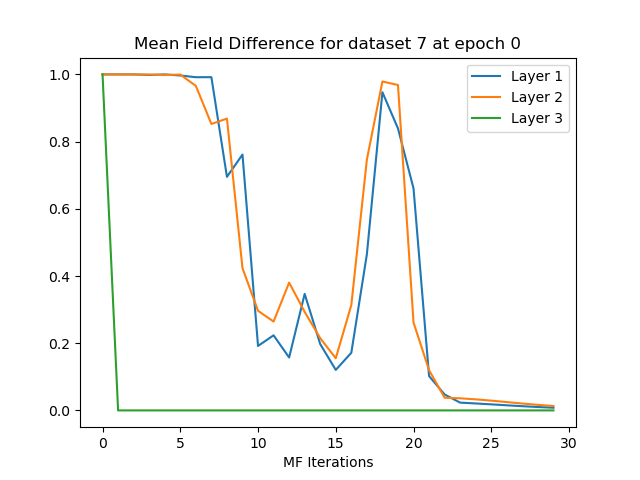 Mean Field Difference for dataset 7 at epoch 0
Layer 1
Layer 2
Layer 3
1.0
0.8
0.6
0.4
0.2
0.0
0 5 10 15 20 25 30
MF Iterations